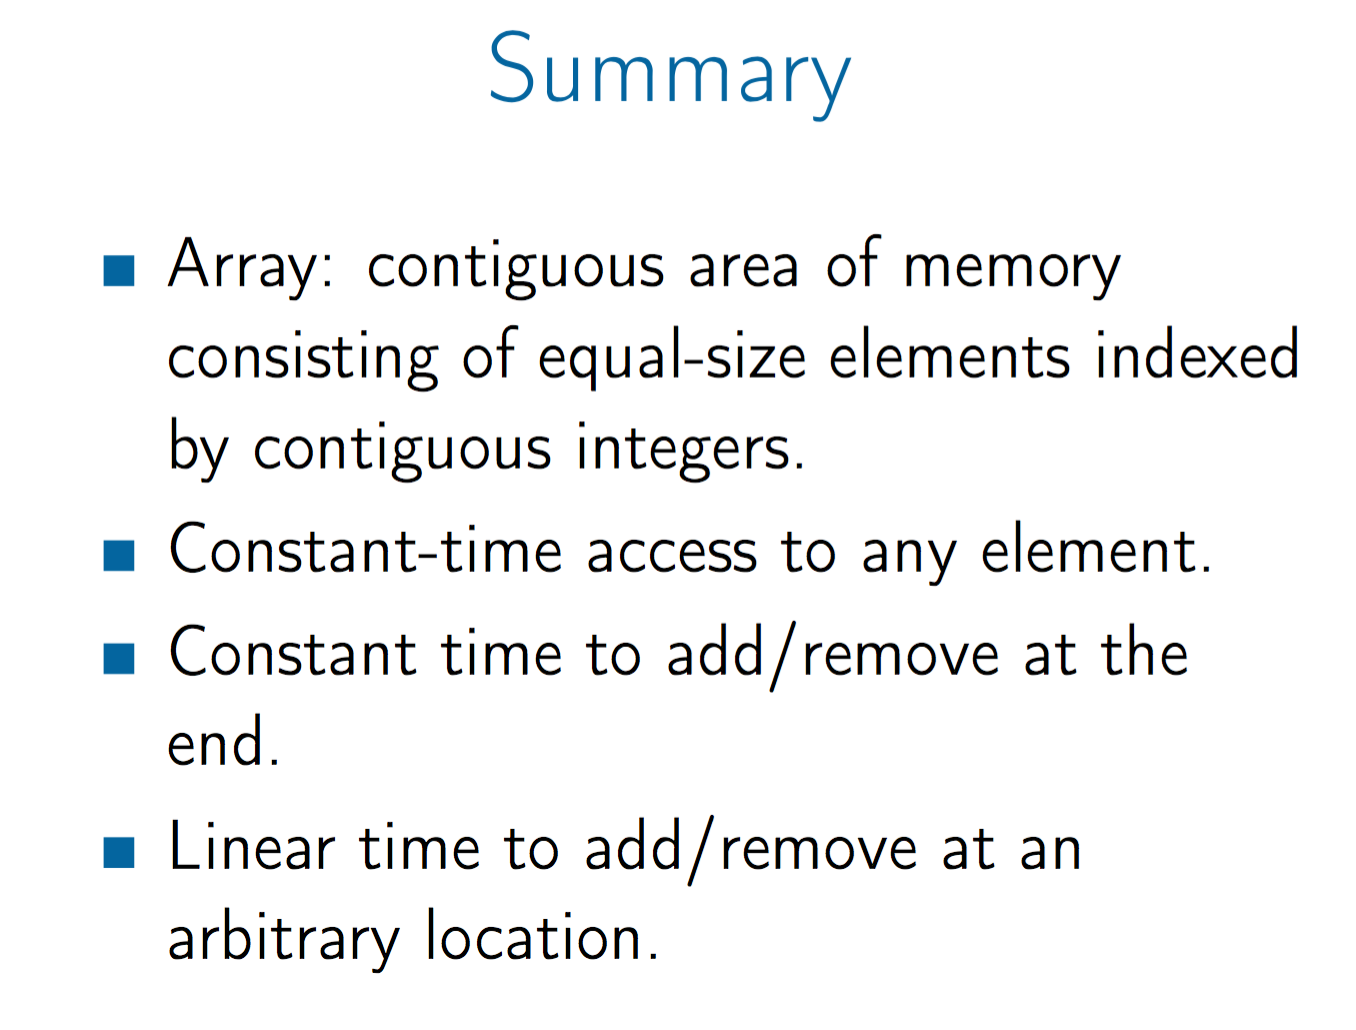 Summary
Array: contiguous area of memory
consisting of equal-size elements indexed
by contiguous integers.
Constant-time access to any element.
Constant time to add/remove at the
end.
Linear time to add/remove at an
arbitrary location.